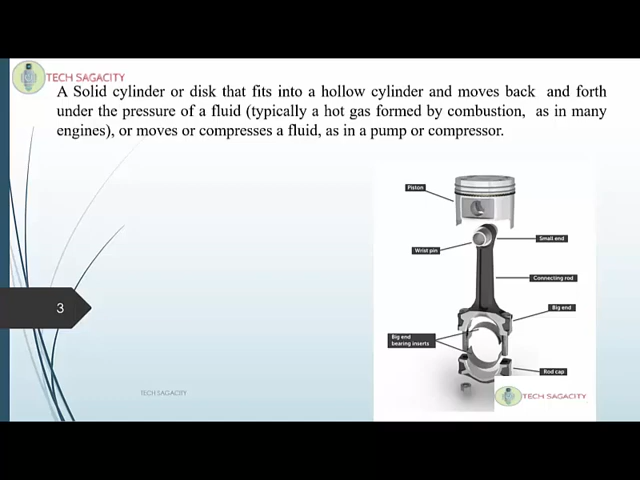 TECH SAGACITY
A Solid cylinder or disk that fits into a hollow cylinder and moves back and forth
under the pressure of a fluid (typically a hot gas formed by combustion, as in many
engines), or moves or compresses a fluid, as in a pump or compressor.
Piston
Small end
Wrist pin
Connecting rod
Big end
3
Big end
bearing inserts
Rod cap
TECH SAGACITY
TECH SAGACITY